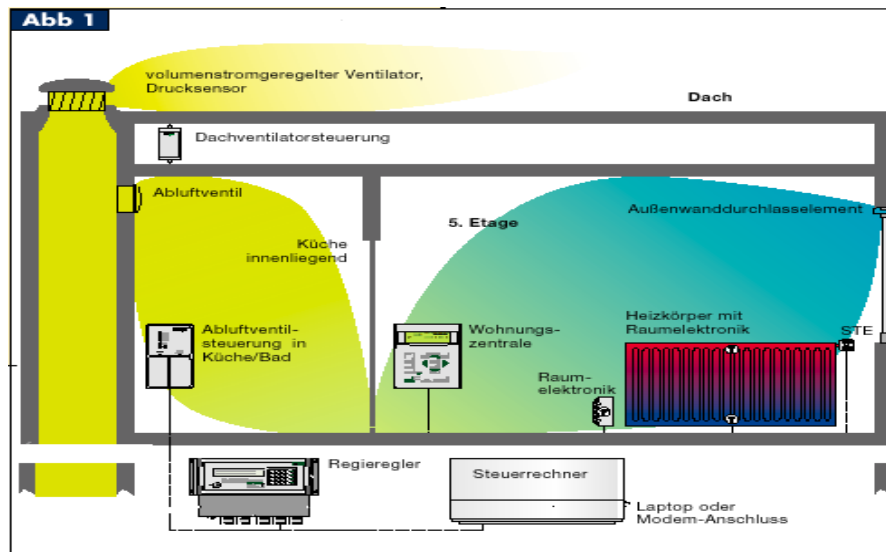 Abb 1
volumenstromgeregelter Ventilator,
Drucksensor
Dach
Dachventilatorsteuerung
Abluftventil
Außenwanddurchlasselement
5. Etage
Küche
innenliegend
Abluftventil-
steuerung in
Küche/Bad
Wohnungs-
zentrale
Heizkörper mit
Raumelektronik
STE
Raum-
elektronik
Regieregler
Steuerrechner
Laptop oder
Modem-Anschluss